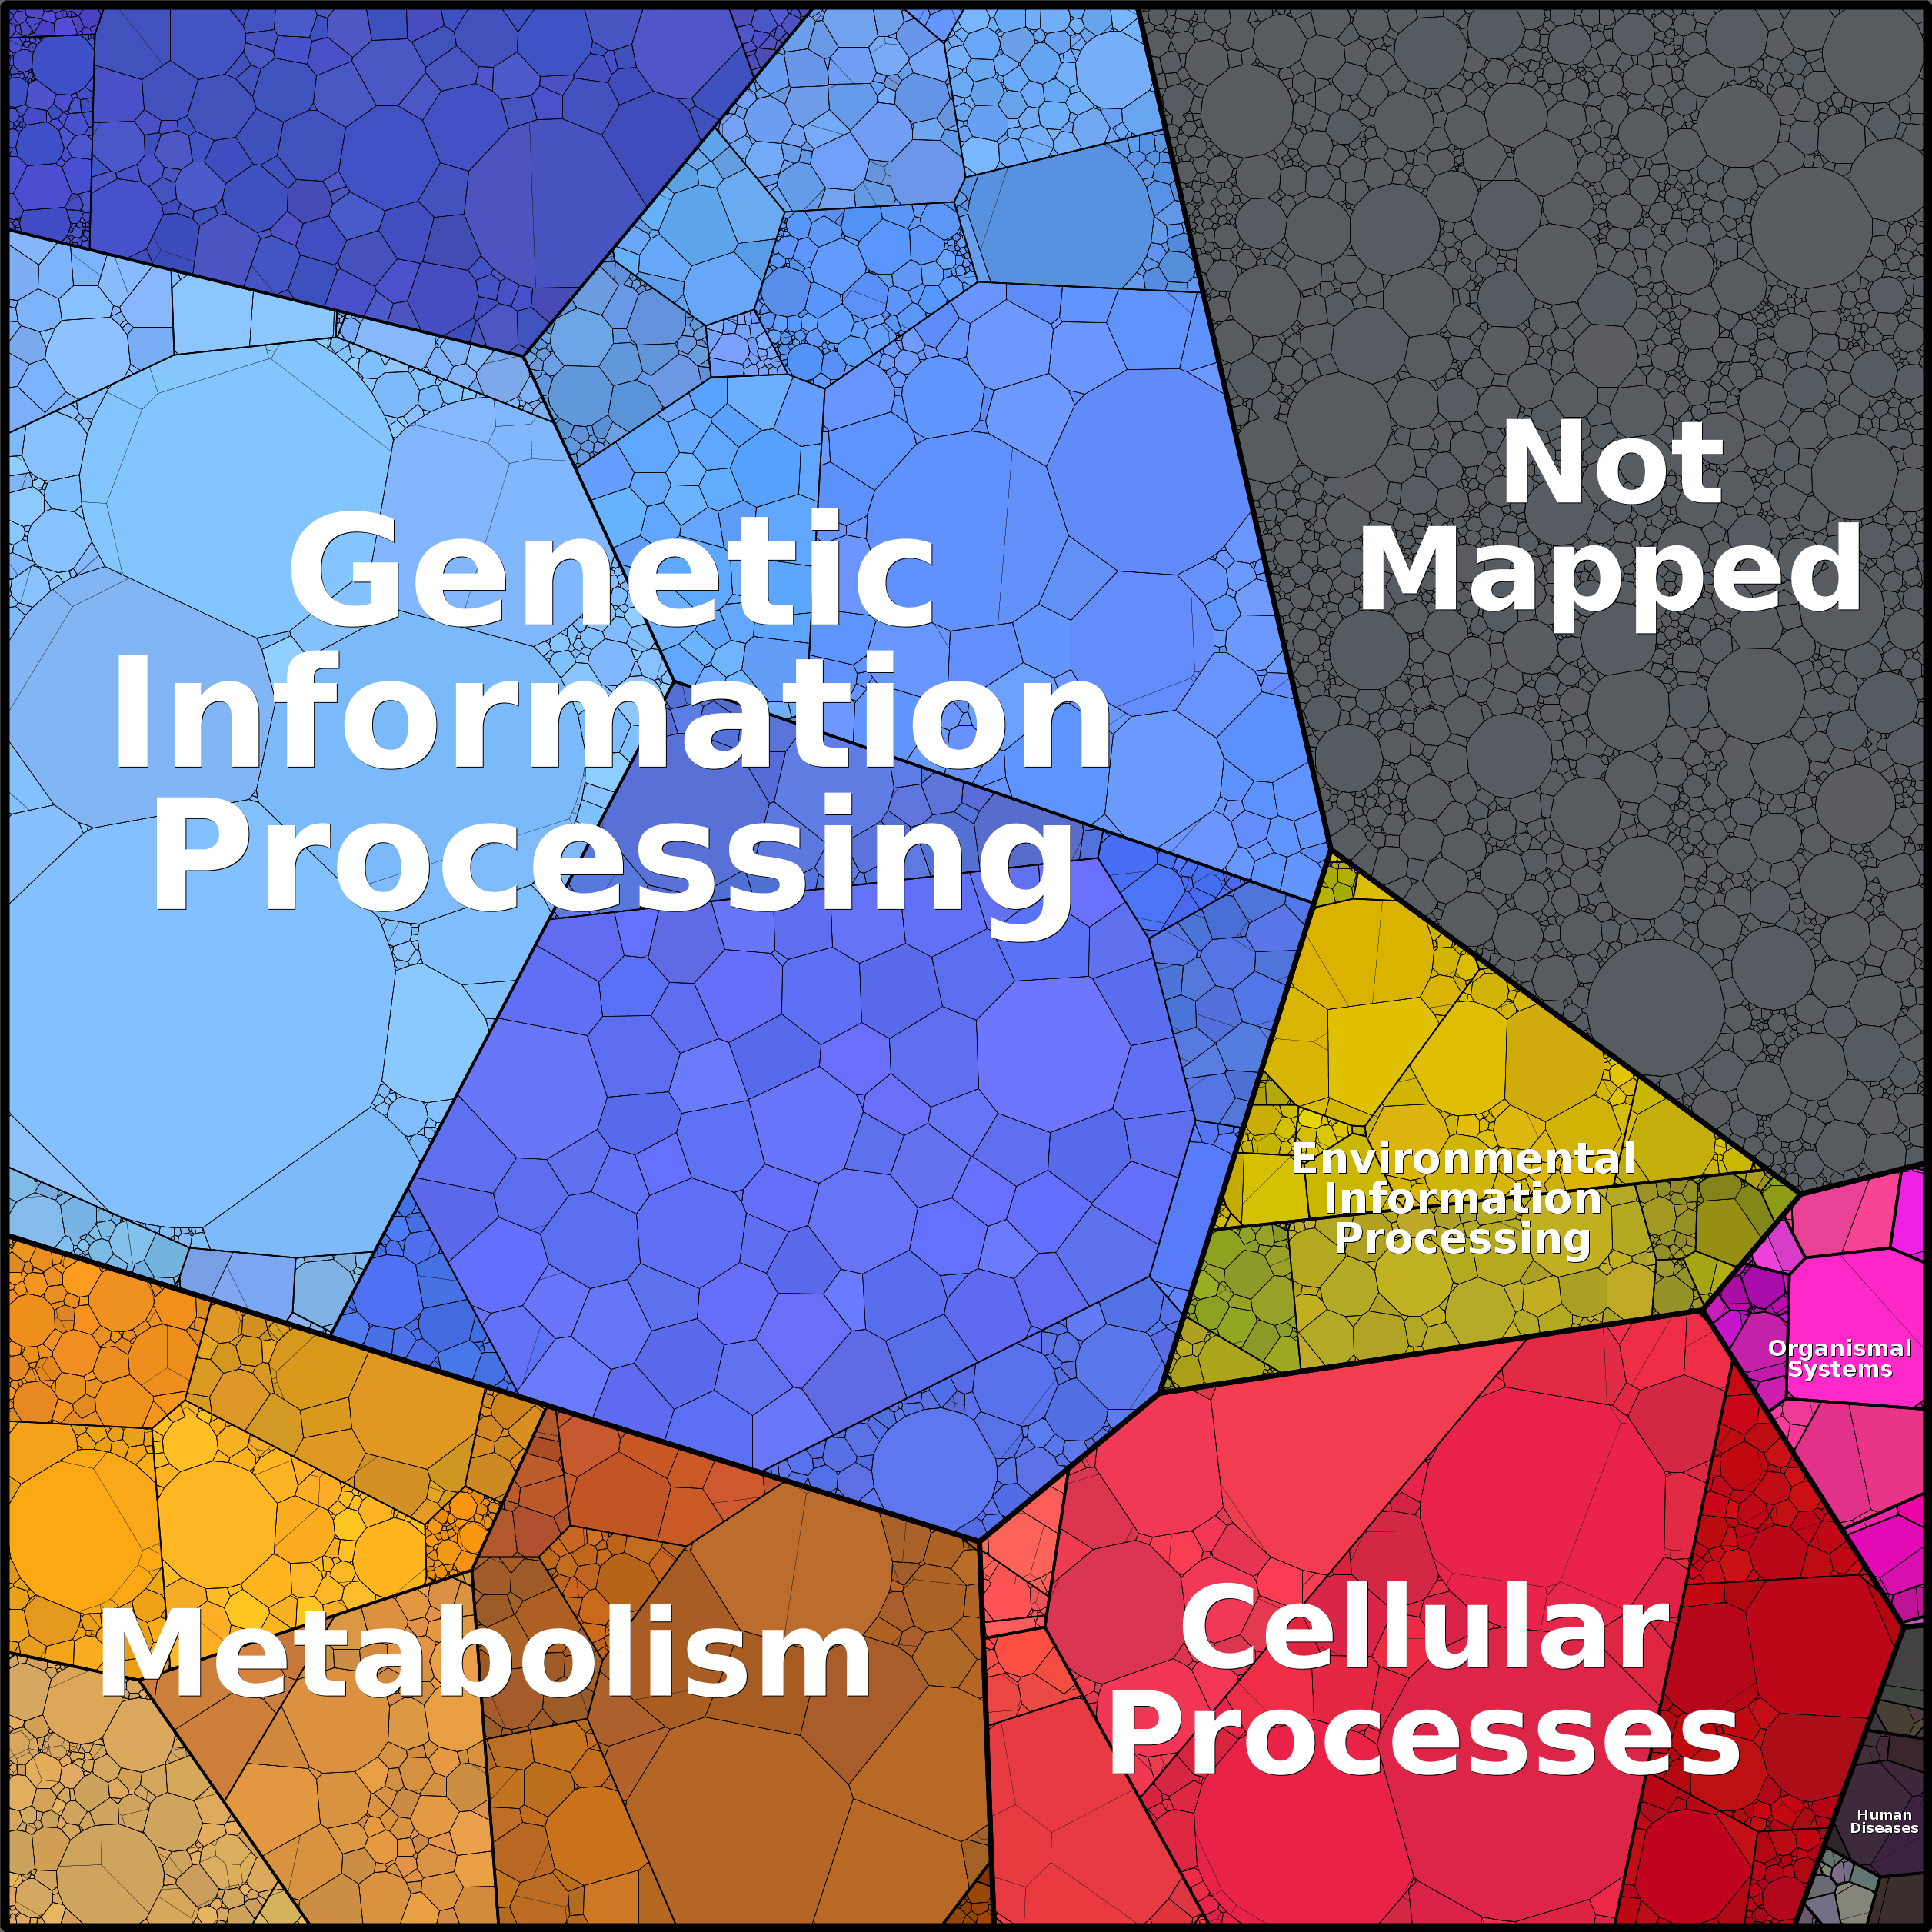 Genetic
Information
Processing
Not
Mapped
Environmental
Information
Processing
Organismal
Systems
Metabolism
Cellular
Processes
Human
Diseases